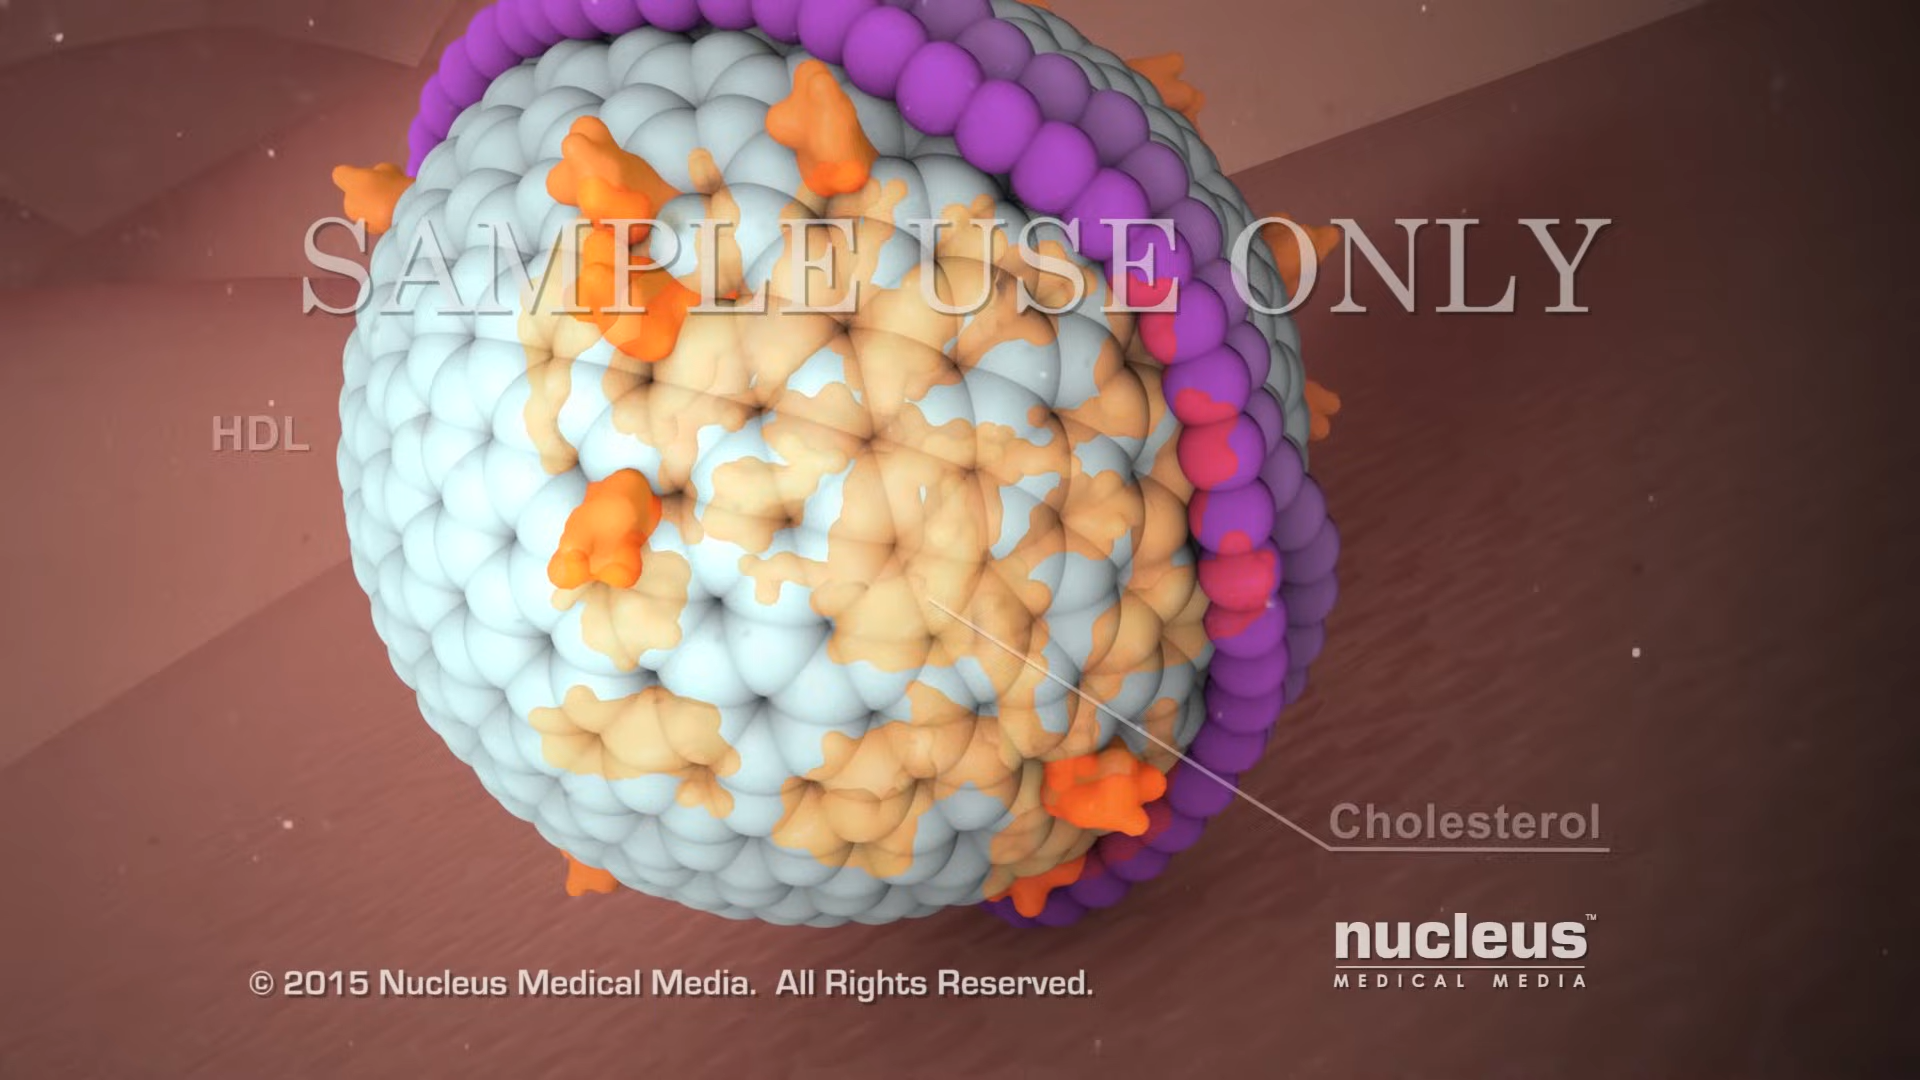 SAMPLE USE ONLY
HDL
Cholesterol
nucleus™
MEDICAL MEDIA
© 2015 Nucleus Medical Media. All Rights Reserved.